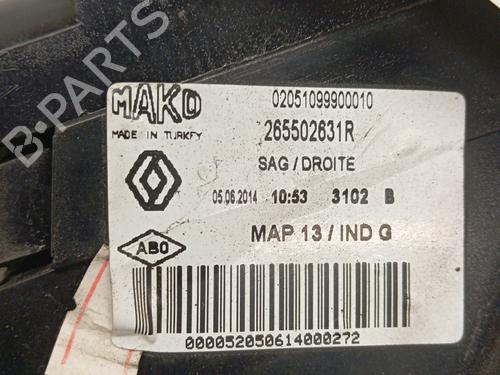 MAKO
MADE IN TURKEY
02051099900010
265502631R
SAG / DROITE
05.06.2014 10:53 3102 B
MAP 13 / IND G
ABO
000052050614000272